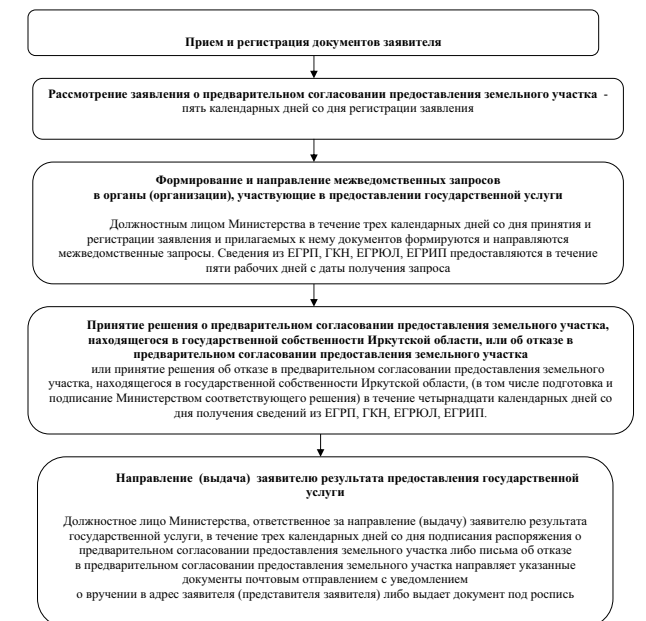 Прием и регистрация документов заявителя
Рассмотрение заявления о предварительном согласовании предоставления земельного участка -
пять календарных дней со дня регистрации заявления
Формирование и направление межведомственных запросов
в органы (организации), участвующие в предоставлении государственной услуги
Должностным лицом Министерства в течение трех календарных дней со дня принятия и
регистрации заявления и прилагаемых к нему документов формируются и направляются
межведомственные запросы. Сведения из ЕГРП, ГКН, ЕГРЮЛ, ЕГРИП предоставляются в течение
пяти рабочих дней с даты получения запроса
Принятие решения о предварительном согласовании предоставления земельного участка,
находящегося в государственной собственности Иркутской области, или об отказе в
предварительном согласовании предоставления земельного участка
или принятие решения об отказе в предварительном согласовании предоставления земельного
участка, находящегося в государственной собственности Иркутской области, (в том числе подготовка и
подписание Министерством соответствующего решения) в течение четырнадцати календарных дней со
дня получения сведений из ЕГРП, ГКН, ЕГРЮЛ, ЕГРИП.
Направление (выдача) заявителю результата предоставления государственной
услуги
Должностное лицо Министерства, ответственное за направление (выдачу) заявителю результата
государственной услуги, в течение трех календарных дней со дня подписания распоряжения о
предварительном согласовании предоставления земельного участка либо письма об отказе
в предварительном согласовании предоставления земельного участка направляет указанные
документы почтовым отправлением с уведомлением
о вручении в адрес заявителя (представителя заявителя) либо выдает документ под роспись